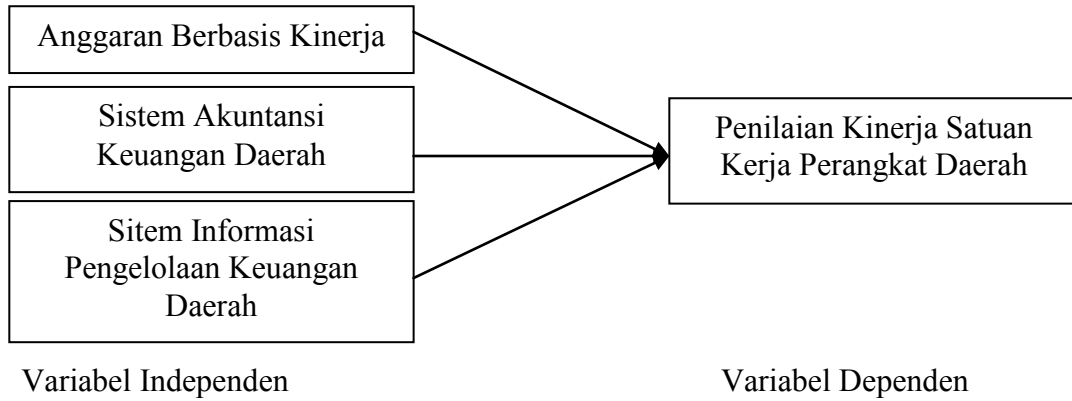 Anggaran Berbasis Kinerja
Sistem Akuntansi
Keuangan Daerah
Sitem Informasi
Pengelolaan Keuangan
Daerah
Penilaian Kinerja Satuan
Kerja Perangkat Daerah
Variabel Independen
Variabel Dependen